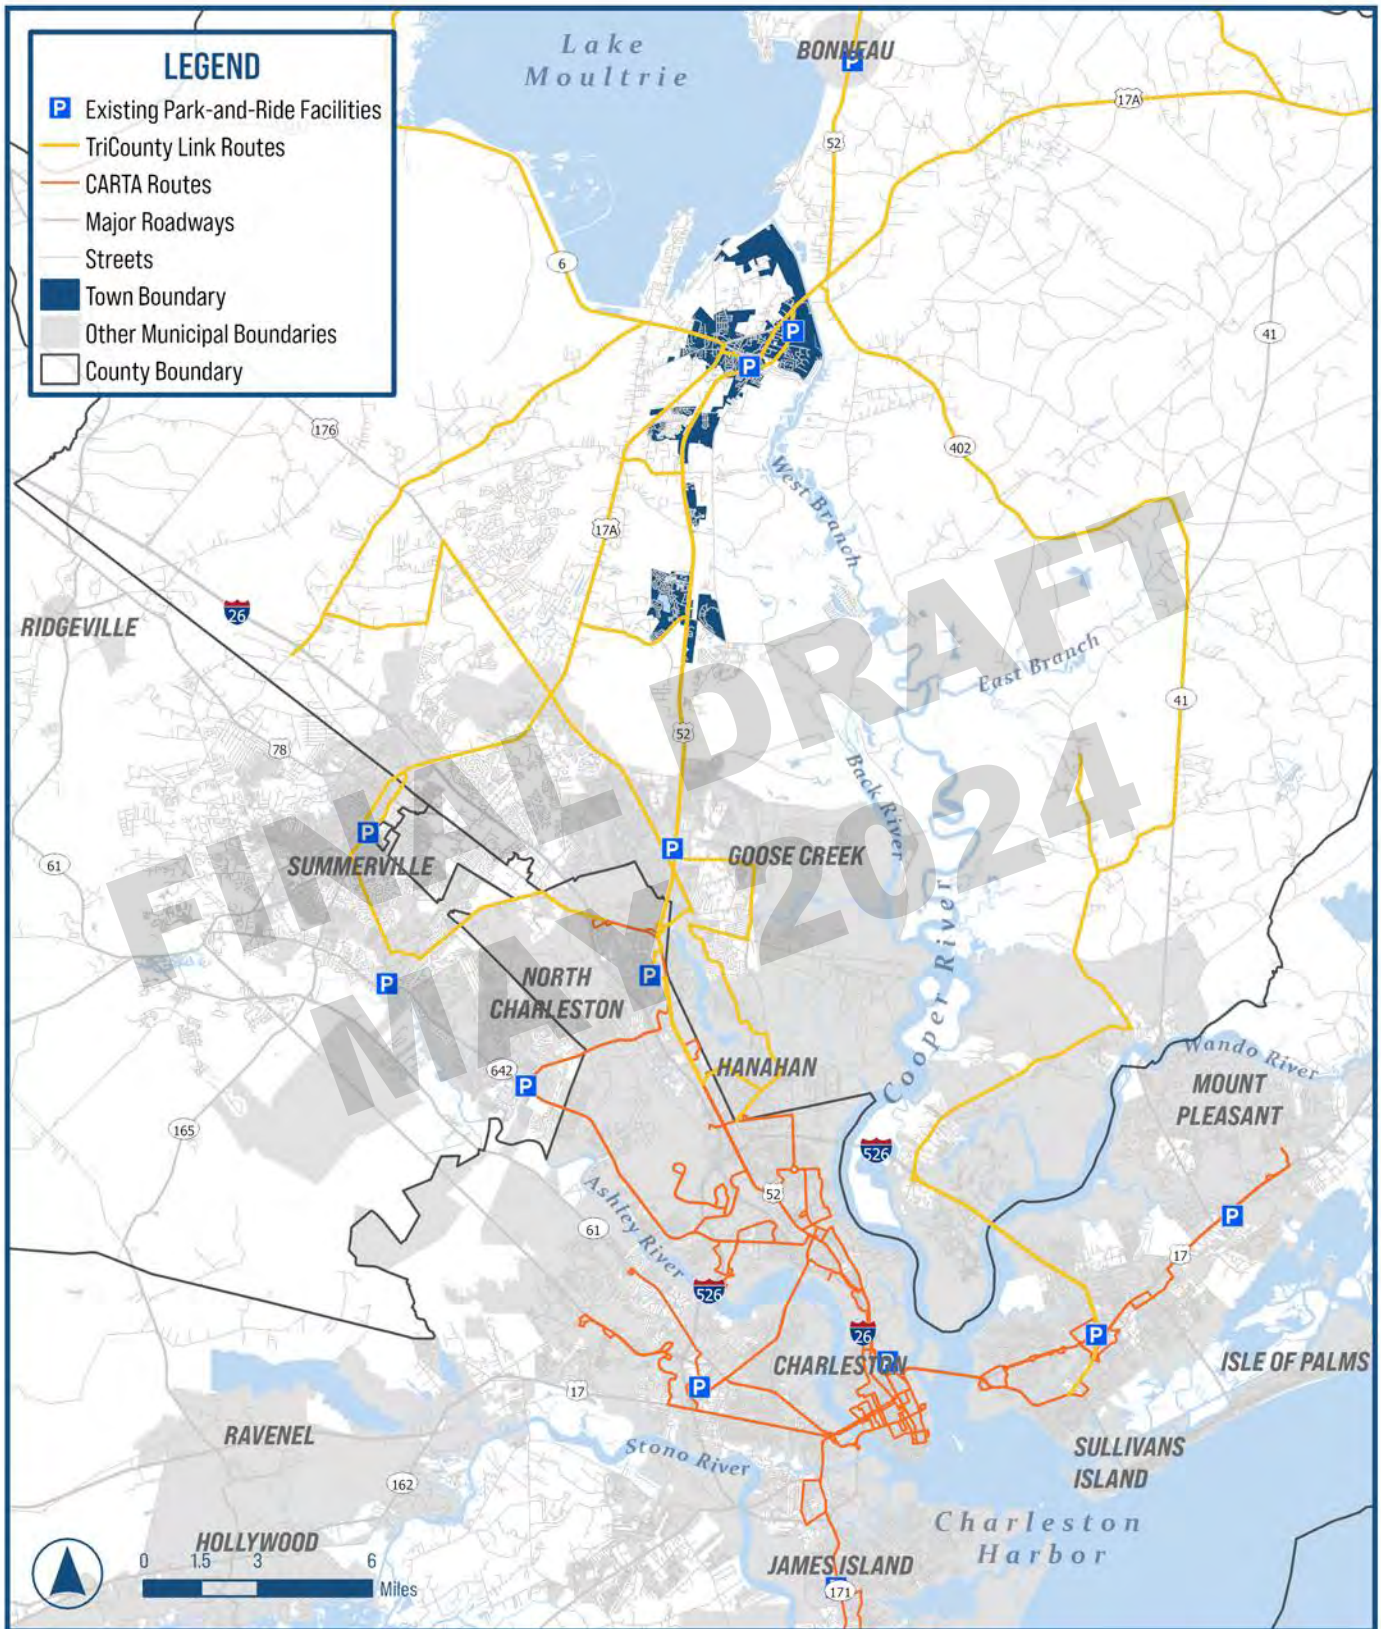 LEGEND
P Existing Park-and-Ride Facilities
TriCounty Link Routes
CARTA Routes
Major Roadways
Streets
Town Boundary
Other Municipal Boundaries
County Boundary
Lake
Moultrie
BONNEAU
P
17A
52
6
P
P
41
176
402
West Branch
17A
26
RIDGEVILLE
East Branch
41
78
52
Back River
P
P
SUMMERVILLE
GOOSE CREEK
61
FINAL DRAFT
MAY 2024
P
NORTH
CHARLESTON
P
Cooper River
HANAHAN
Wando River
642
P
MOUNT
PLEASANT
165
526
52
Ashley River
61
P
17
526
26
P
CHARLESTON
P
ISLE OF PALMS
17
P
RAVENEL
Stono River
SULLIVANS
ISLAND
162
Charleston
Harbor
HOLLYWOOD
JAMES ISLAND
171
0 1.5 3 6
Miles